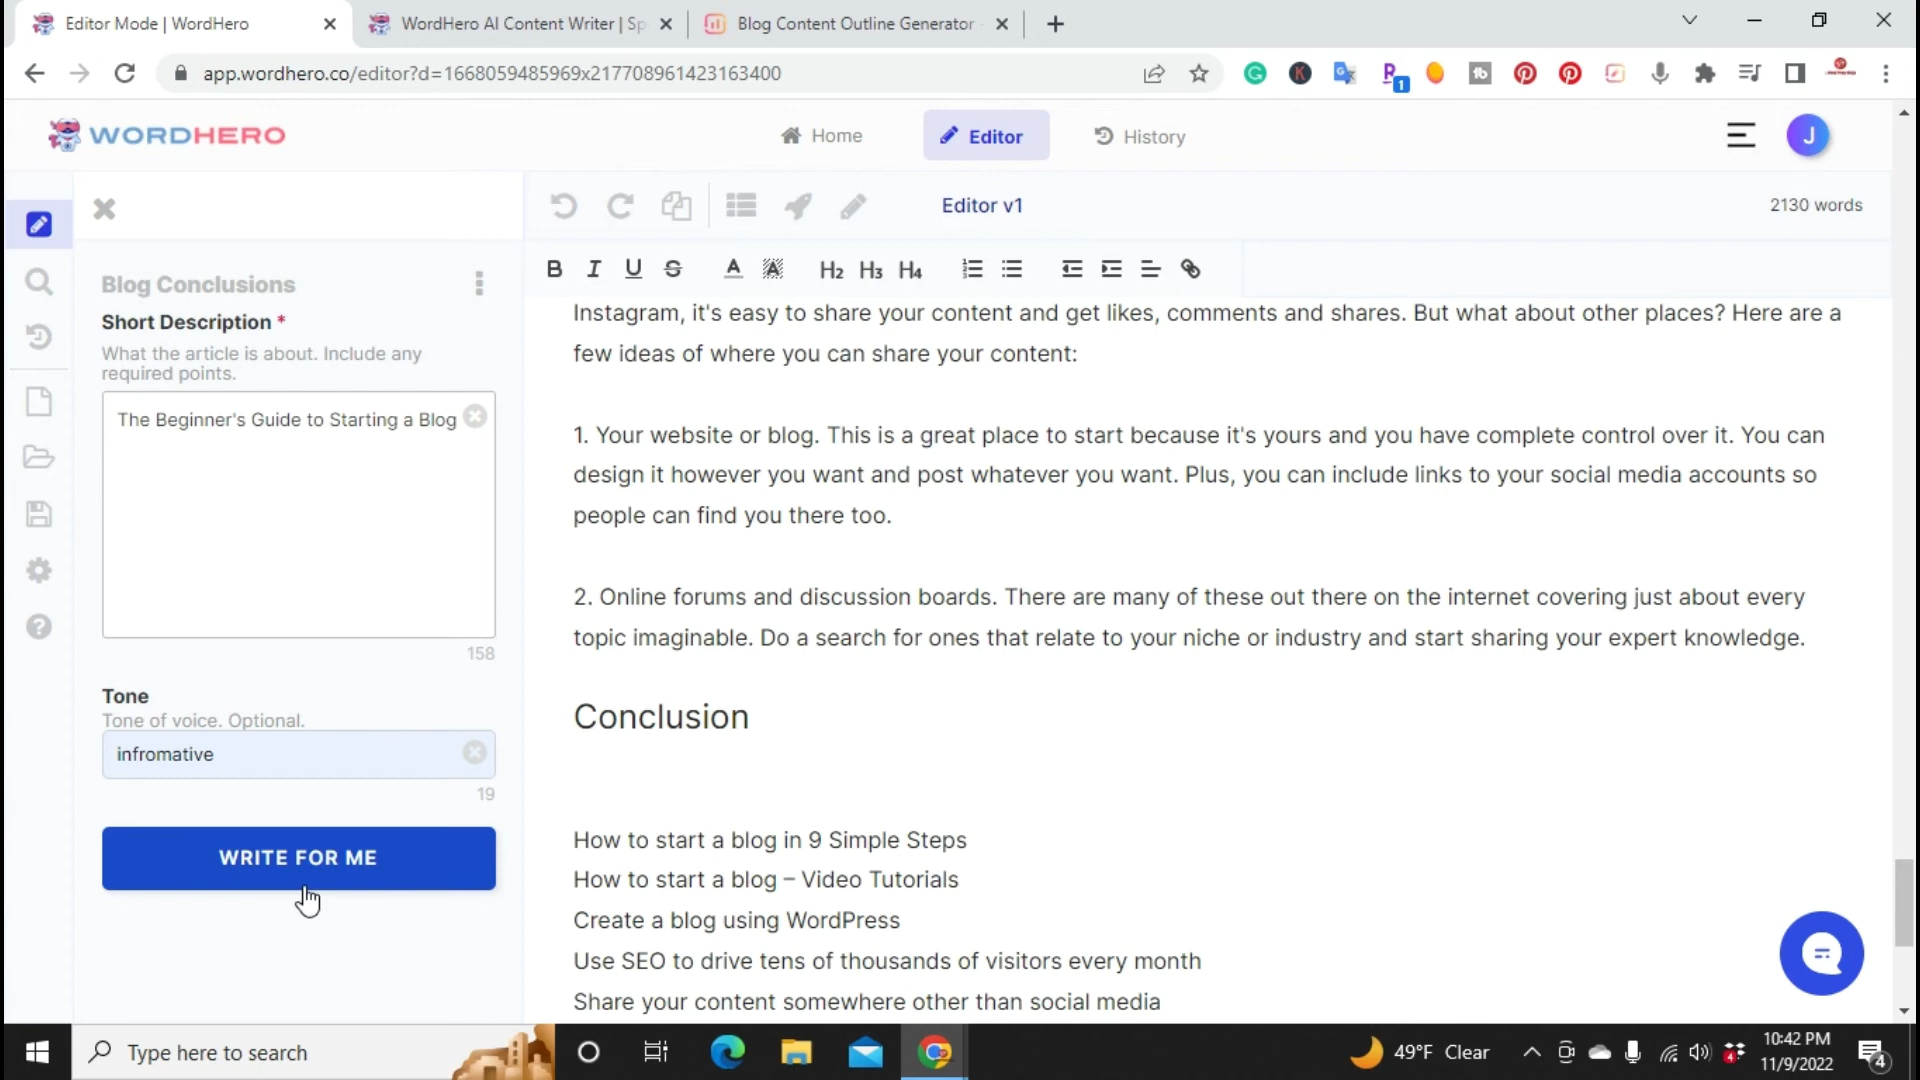 Editor Mode | WordHero
WordHero AI Content Writer | Sp
Blog Content Outline Generator
app.wordhero.co/editor?d=1668059485969x217708961423163400
1
WORDHERO
Home
Editor
History
J
Editor v1
2130 words
B I U S A A H2 H3 H4
Blog Conclusions
Short Description *
What the article is about. Include any
required points.
The Beginner's Guide to Starting a Blog
158
Tone
Tone of voice. Optional.
infromative
19
WRITE FOR ME
Instagram, it's easy to share your content and get likes, comments and shares. But what about other places? Here are a
few ideas of where you can share your content:
1. Your website or blog. This is a great place to start because it's yours and you have complete control over it. You can
design it however you want and post whatever you want. Plus, you can include links to your social media accounts so
people can find you there too.
2. Online forums and discussion boards. There are many of these out there on the internet covering just about every
topic imaginable. Do a search for ones that relate to your niche or industry and start sharing your expert knowledge.
Conclusion
How to start a blog in 9 Simple Steps
How to start a blog – Video Tutorials
Create a blog using WordPress
Use SEO to drive tens of thousands of visitors every month
Share your content somewhere other than social media
Type here to search
49°F Clear
4
10:42 PM
11/9/2022
4